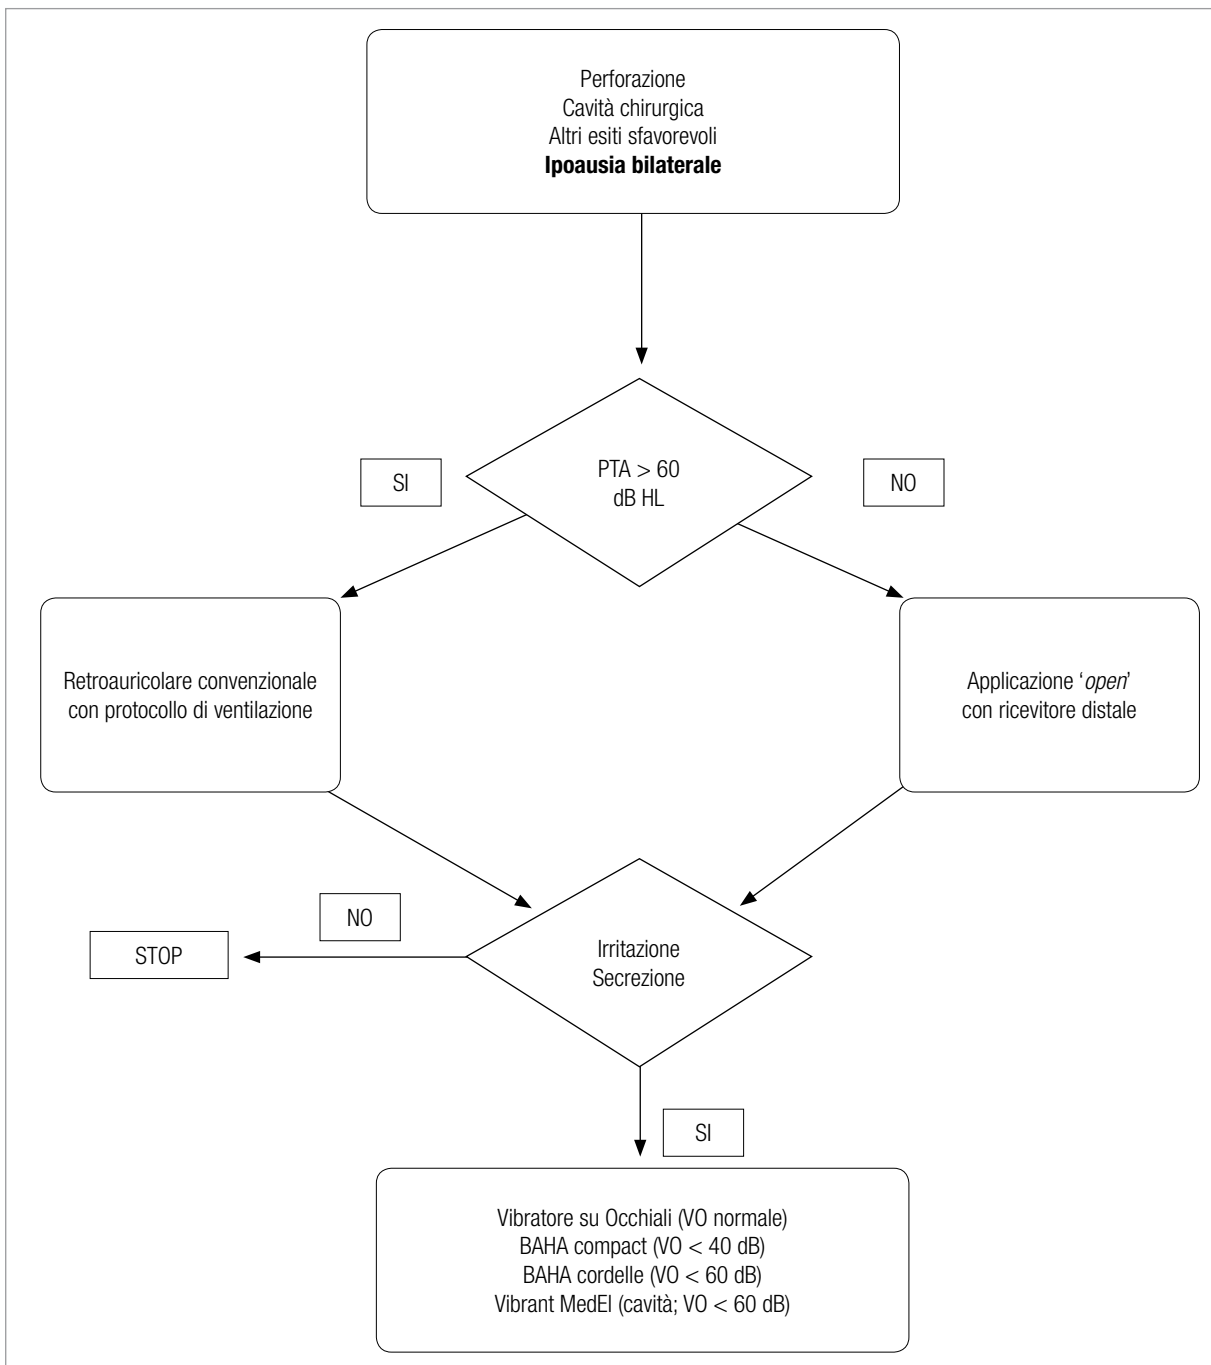 Perforazione
Cavità chirurgica
Altri esiti sfavorevoli
Ipoausia bilaterale
PTA > 60
dB HL
SI
NO
Retroauricolare convenzionale
con protocollo di ventilazione
Applicazione ‘open’
con ricevitore distale
Irritazione
Secrezione
NO
STOP
SI
Vibratore su Occhiali (VO normale)
BAHA compact (VO < 40 dB)
BAHA cordelle (VO < 60 dB)
Vibrant MedEl (cavità; VO < 60 dB)